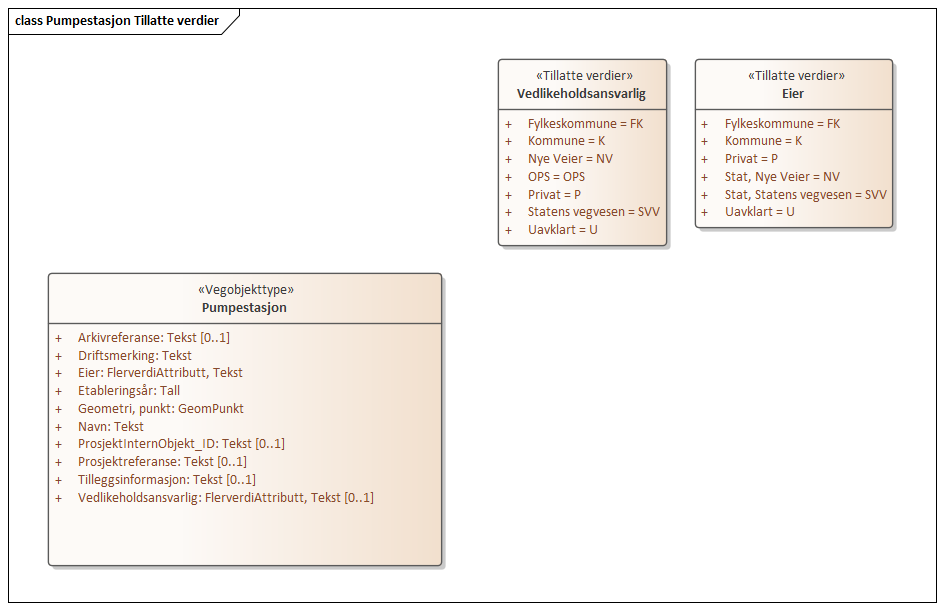 class Pumpestasjon Tillatte verdier
«Tillatte verdier»
Vedlikeholdsansvarlig
+ Fylkeskommune = FK
+ Kommune = K
+ Nye Veier = NV
+ OPS = OPS
+ Privat = P
+ Statens vegvesen = SVV
+ Uavklart = U
«Tillatte verdier»
Eier
+ Fylkeskommune = FK
+ Kommune = K
+ Privat = P
+ Stat, Nye Veier = NV
+ Stat, Statens vegvesen = SVV
+ Uavklart = U
«Vegobjekttype»
Pumpestasjon
+ Arkivreferanse: Tekst [0..1]
+ Driftsmerking: Tekst
+ Eier: FlerverdiAttributt, Tekst
+ Etableringsår: Tall
+ Geometri, punkt: GeomPunkt
+ Navn: Tekst
+ ProsjektInternObjekt_ID: Tekst [0..1]
+ Prosjektreferanse: Tekst [0..1]
+ Tilleggsinformasjon: Tekst [0..1]
+ Vedlikeholdsansvarlig: FlerverdiAttributt, Tekst [0..1]